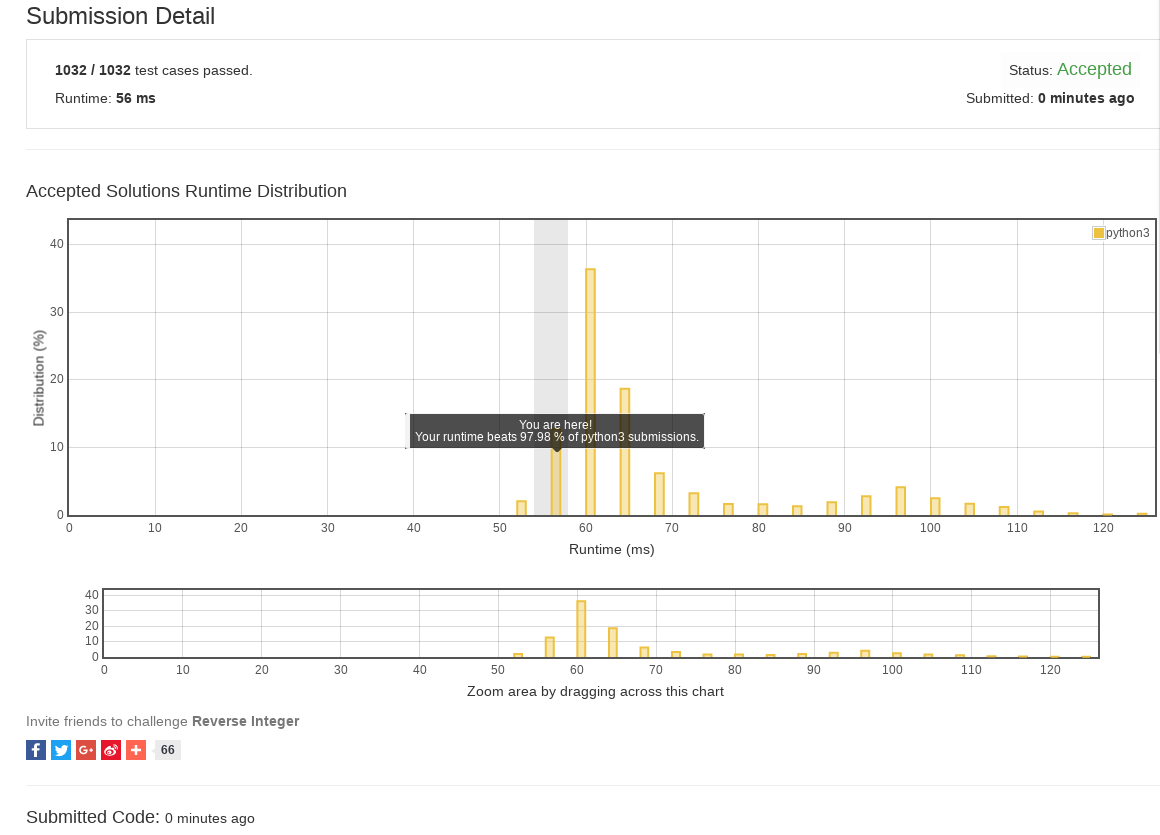 Submission Detail
1032 / 1032 test cases passed.
Status: Accepted
Runtime: 56 ms
Submitted: 0 minutes ago
Accepted Solutions Runtime Distribution
python3
40
30
20
10
0
Distribution (%)
You are here!
Your runtime beats 97.98 % of python3 submissions.
0 10 20 30 40 50 60 70 80 90 100 110 120
Runtime (ms)
40
30
20
10
0
0 10 20 30 40 50 60 70 80 90 100 110 120
Zoom area by dragging across this chart
Invite friends to challenge Reverse Integer
f G+ + 66
Submitted Code: 0 minutes ago